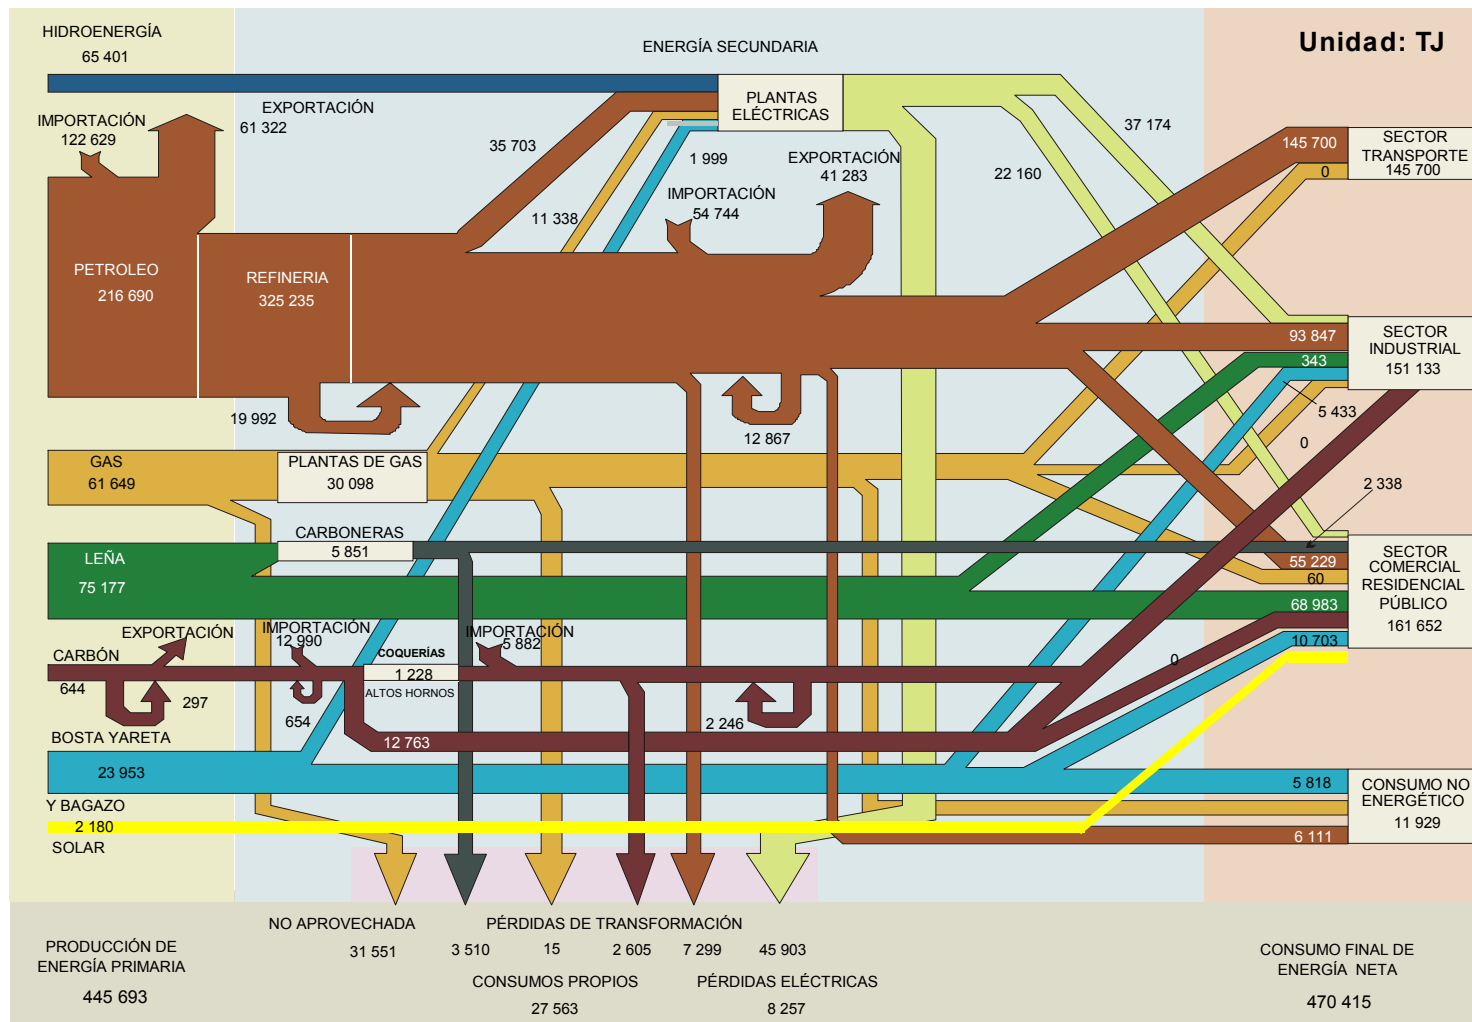 HIDROENERGÍA
65 401
ENERGÍA SECUNDARIA
Unidad: TJ
IMPORTACIÓN
122 629
EXPORTACIÓN
61 322
35 703
PLANTAS
ELÉCTRICAS
1 999
EXPORTACIÓN
41 283
37 174
22 160
145 700
0
SECTOR
TRANSPORTE
145 700
11 338
IMPORTACIÓN
54 744
PETROLEO
216 690
REFINERIA
325 235
93 847
343
SECTOR
INDUSTRIAL
151 133
19 992
12 867
5 433
0
GAS
61 649
PLANTAS DE GAS
30 098
2 338
CARBONERAS
5 851
LEÑA
75 177
55 229
60
68 983
10 703
SECTOR
COMERCIAL
RESIDENCIAL
PÚBLICO
161 652
EXPORTACIÓN
IMPORTACIÓN
12 990
IMPORTACIÓN
5 882
CARBÓN
644
297
654
COQUERÍAS
1 228
ALTOS HORNOS
0
2 246
12 763
BOSTA YARETA
23 953
Y BAGAZO
2 180
SOLAR
5 818
6 111
CONSUMO NO
ENERGÉTICO
11 929
NO APROVECHADA
31 551
3 510
PÉRDIDAS DE TRANSFORMACIÓN
15
2 605
7 299
45 903
CONSUMOS PROPIOS
27 563
PÉRDIDAS ELÉCTRICAS
8 257
PRODUCCIÓN DE
ENERGÍA PRIMARIA
445 693
CONSUMO FINAL DE
ENERGÍA NETA
470 415